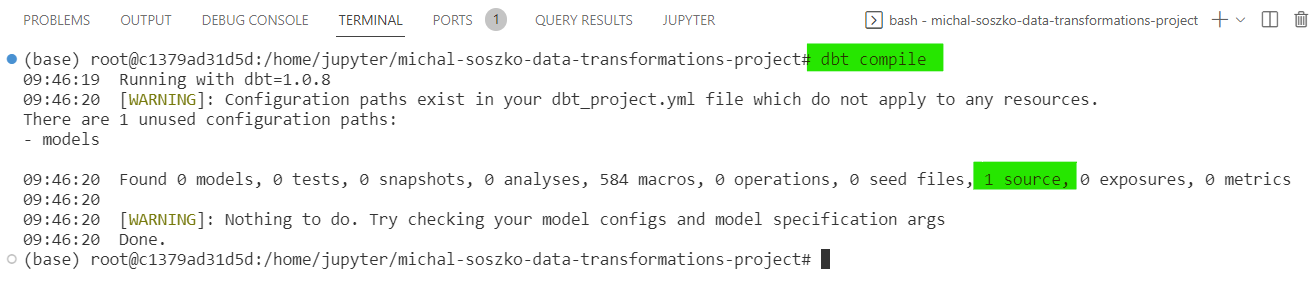 PROBLEMS OUTPUT DEBUG CONSOLE TERMINAL PORTS 1 QUERY RESULTS JUPYTER bash - michal-soszko-data-transformations-project
(base) root@c1379ad31d5d:/home/jupyter/michal-soszko-data-transformations-project# dbt compile
09:46:19  Running with dbt=1.0.8
09:46:20  [WARNING]: Configuration paths exist in your dbt_project.yml file which do not apply to any resources.
There are 1 unused configuration paths:
- models
09:46:20  Found 0 models, 0 tests, 0 snapshots, 0 analyses, 584 macros, 0 operations, 0 seed files, 1 source, 0 exposures, 0 metrics
09:46:20
09:46:20  [WARNING]: Nothing to do. Try checking your model configs and model specification args
09:46:20  Done.
(base) root@c1379ad31d5d:/home/jupyter/michal-soszko-data-transformations-project#